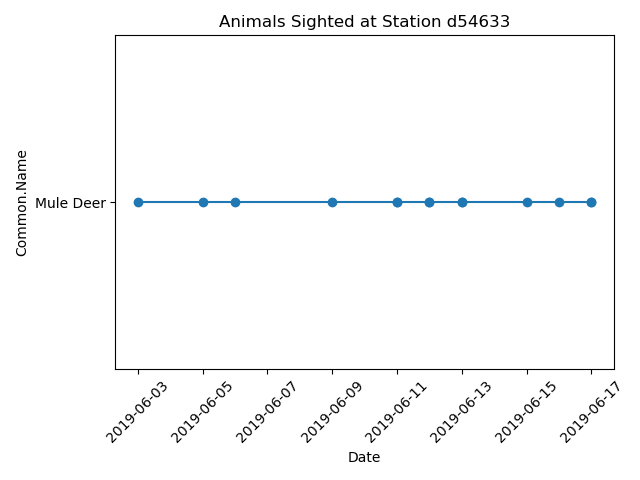 Animals Sighted at Station d54633
Common.Name
Mule Deer
2019-06-03
2019-06-05
2019-06-07
2019-06-09
2019-06-11
2019-06-13
2019-06-15
2019-06-17
Date